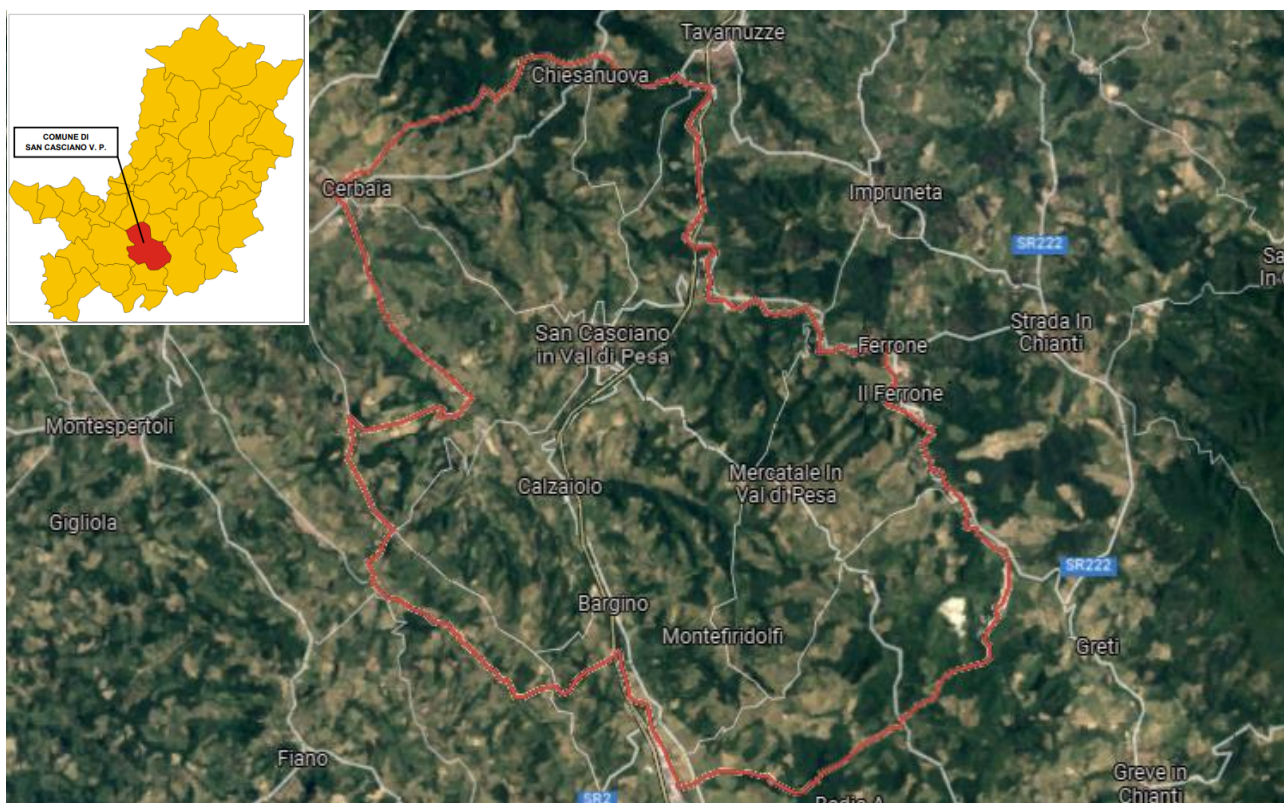 COMUNE DI
SAN CASCIANO V. P.
Tavarnuzze
Chiesanuova
Cerbaia
Impruneta
SR222
San Casciano
in Val di Pesa
Strada In
Chianti
Ferrone
Il Ferrone
Montespertoli
Mercatale In
Val di Pesa
Calzaiolo
Gigliola
SR222
Bargino
Montefiridolfi
Greti
Fiano
Greve in
Chianti
SR2